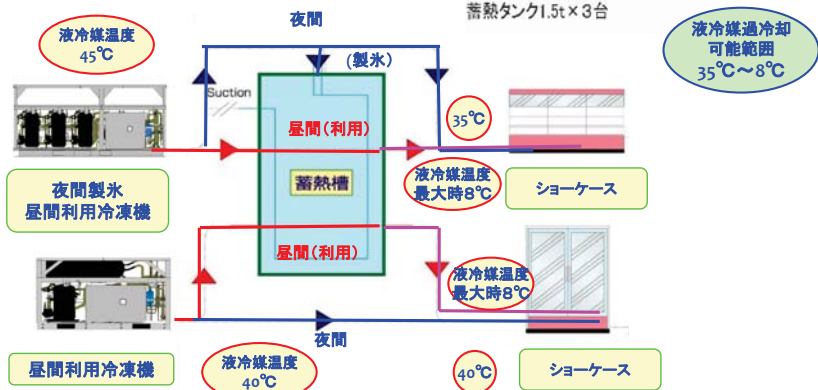 蓄熱タンク1.5t×3台
夜間
液冷媒温度
45℃
液冷媒過冷却
可能範囲
35℃～8℃
(製氷)
Suction
35℃
昼間(利用)
蓄熱槽
液冷媒温度
最大時8℃
夜間製氷
昼間利用冷凍機
ショーケース
昼間(利用)
液冷媒温度
最大時8℃
夜間
昼間利用冷凍機
液冷媒温度
40℃
40℃
ショーケース